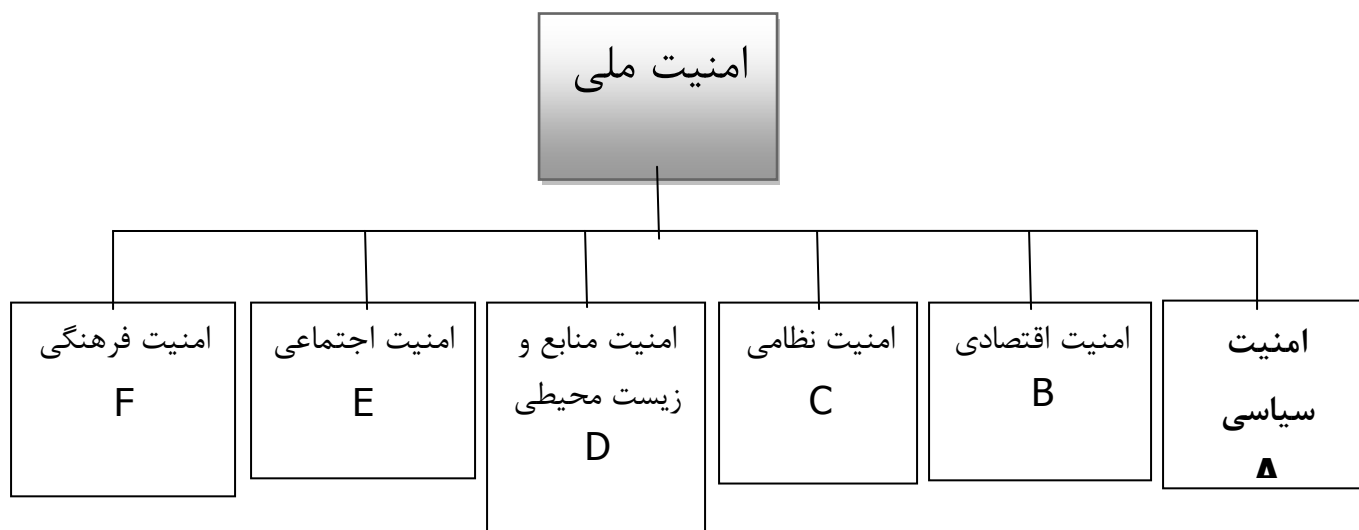 امنیت ملی
امنیت
سیاسی
A
امنیت اقتصادی
B
امنیت نظامی
C
امنیت منابع و
زیست محیطی
D
امنیت اجتماعی
E
امنیت فرهنگی
F